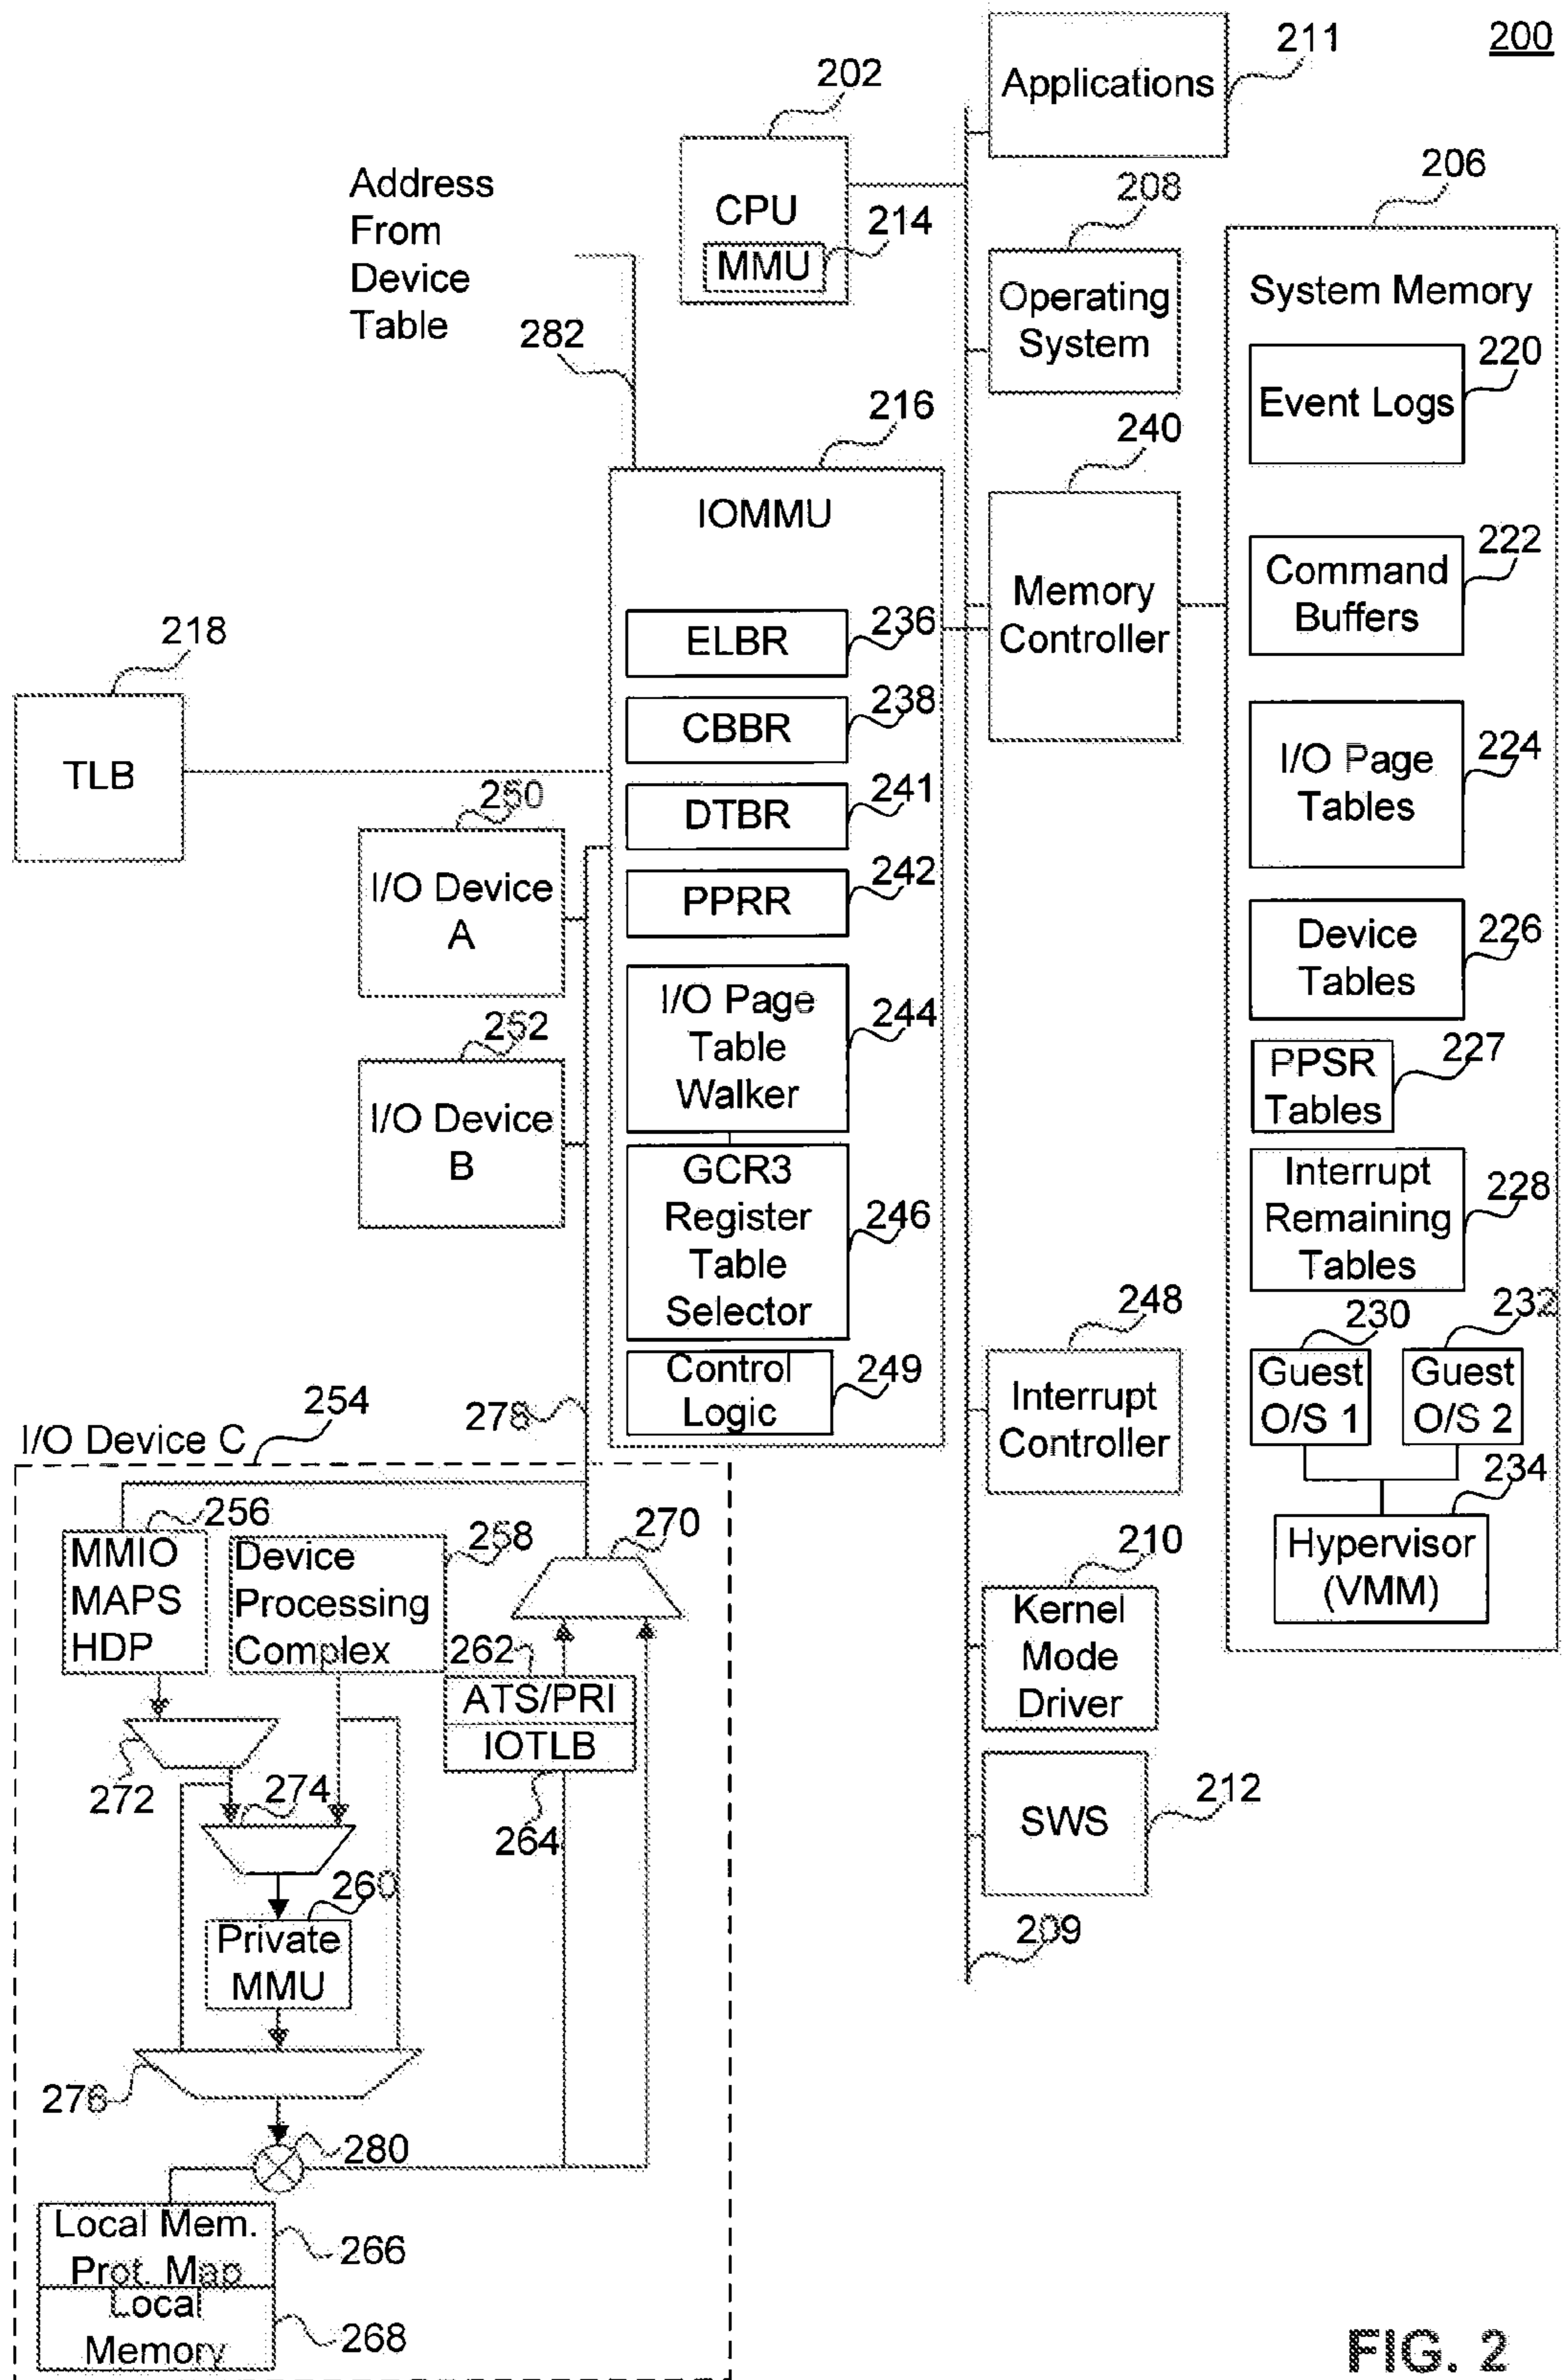 200
211
Applications
202
CPU
214
MMU
Address
From
Device
Table
282
208
Operating
System
206
System Memory
220
Event Logs
216
IOMMU
240
Memory
Controller
222
Command
Buffers
218
TLB
236
ELBR
238
CBBR
241
DTBR
242
PPRR
224
I/O Page
Tables
250
I/O Device
A
226
Device
Tables
252
I/O Device
B
244
I/O Page
Table
Walker
227
PPSR
Tables
246
GCR3
Register
Table
Selector
228
Interrupt
Remaining
Tables
249
Control
Logic
248
Interrupt
Controller
230
Guest
O/S 1
232
Guest
O/S 2
234
Hypervisor
(VMM)
278
254
I/O Device C
256
MMIO
MAPS
HDP
258
Device
Processing
Complex
270
262
ATS/PRI
IOTLB
264
272
274
260
Private
MMU
276
280
Local Mem.
Prot. Map
266
Local
Memory
268
210
Kernel
Mode
Driver
212
SWS
209
FIG. 2